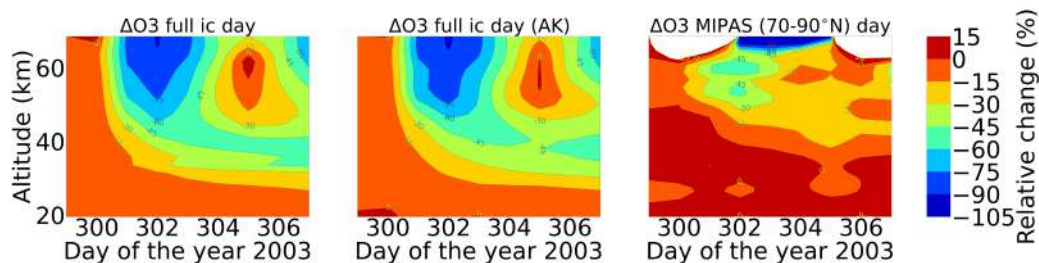 ΔO3 full ic day
ΔO3 full ic day (AK)
ΔO3 MIPAS (70-90°N) day
Altitude (km)
60
40
20
300 302 304 306
Day of the year 2003
300 302 304 306
Day of the year 2003
300 302 304 306
Day of the year 2003
15
0
−15
−30
−45
−60
−75
−90
−105
Relative change (%)